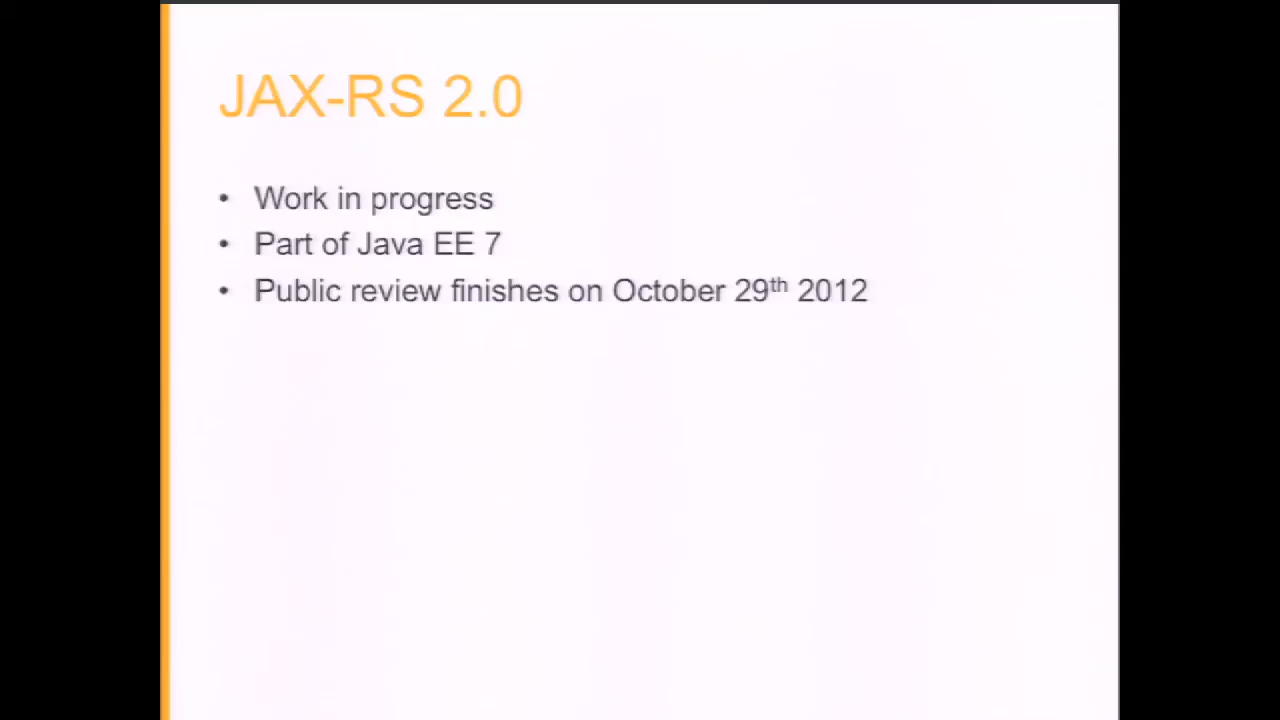 JAX-RS 2.0
• Work in progress
• Part of Java EE 7
• Public review finishes on October 29th 2012